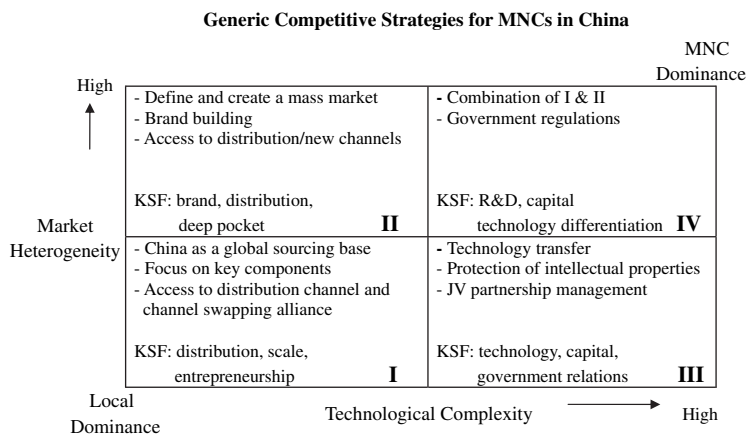 Generic Competitive Strategies for MNCs in China
MNC
Dominance
High
- Define and create a mass market
- Brand building
- Access to distribution/new channels
KSF: brand, distribution,
deep pocket
II
- Combination of I & II
- Government regulations
KSF: R&D, capital
technology differentiation
IV
Market
Heterogeneity
- China as a global sourcing base
- Focus on key components
- Access to distribution channel and
channel swapping alliance
KSF: distribution, scale,
entrepreneurship
I
- Technology transfer
- Protection of intellectual properties
- JV partnership management
KSF: technology, capital,
government relations
III
Local
Dominance
Technological Complexity
High